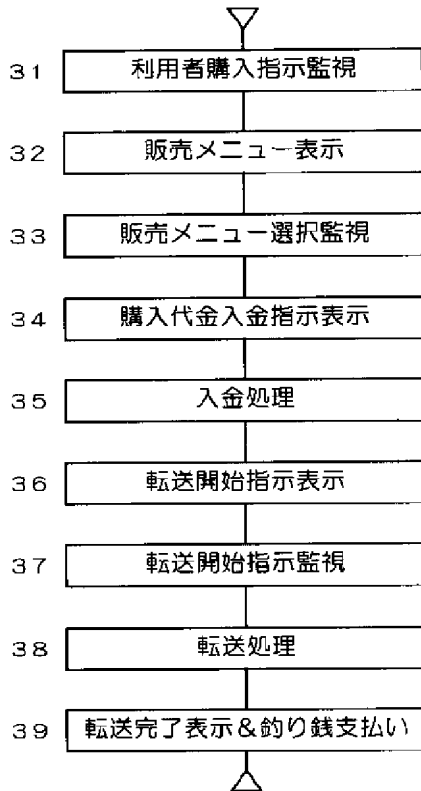 31 利用者購入指示監視
32 販売メニュー表示
33 販売メニュー選択監視
34 購入代金入金指示表示
35 入金処理
36 転送開始指示表示
37 転送開始指示監視
38 転送処理
39 転送完了表示&釣り銭支払い